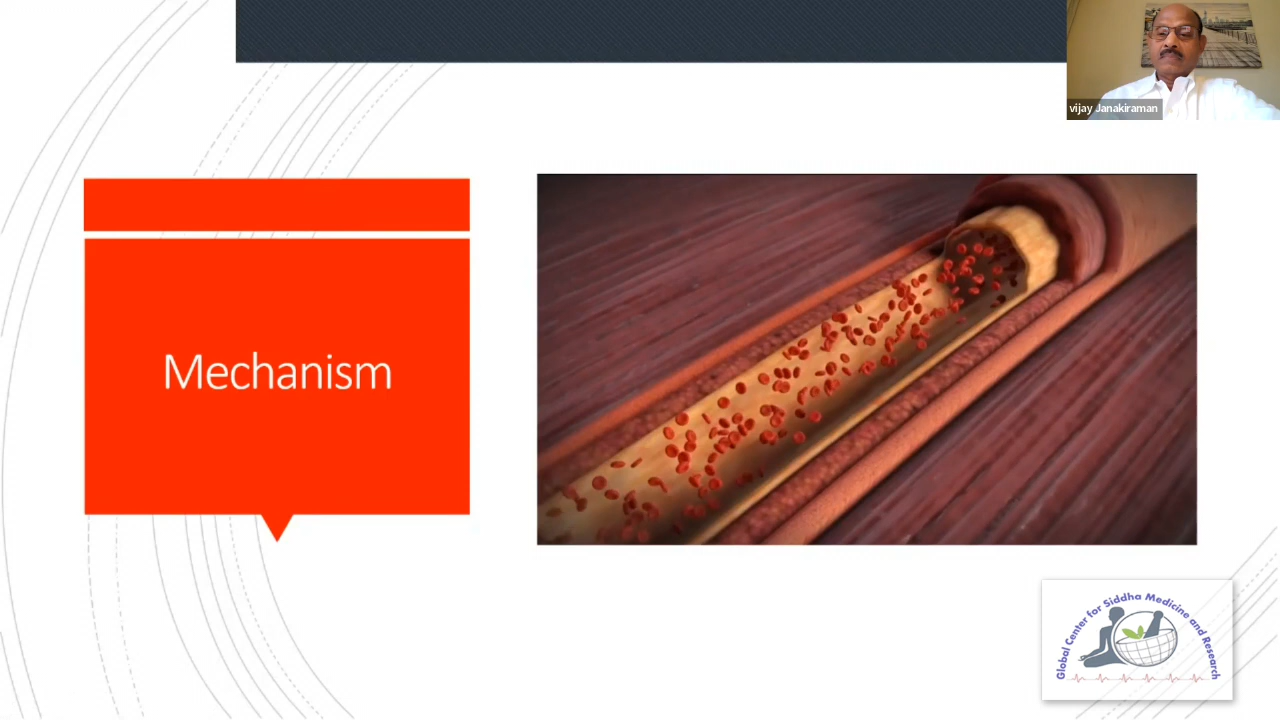 vijay Janakiraman
Mechanism
Global Center for Siddha Medicine and Research